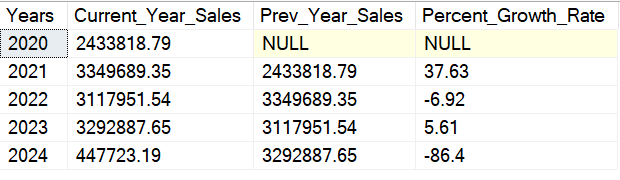 Years Current_Year_Sales Prev_Year_Sales Percent_Growth_Rate
2020 2433818.79 NULL NULL
2021 3349689.35 2433818.79 37.63
2022 3117951.54 3349689.35 -6.92
2023 3292887.65 3117951.54 5.61
2024 447723.19 3292887.65 -86.4